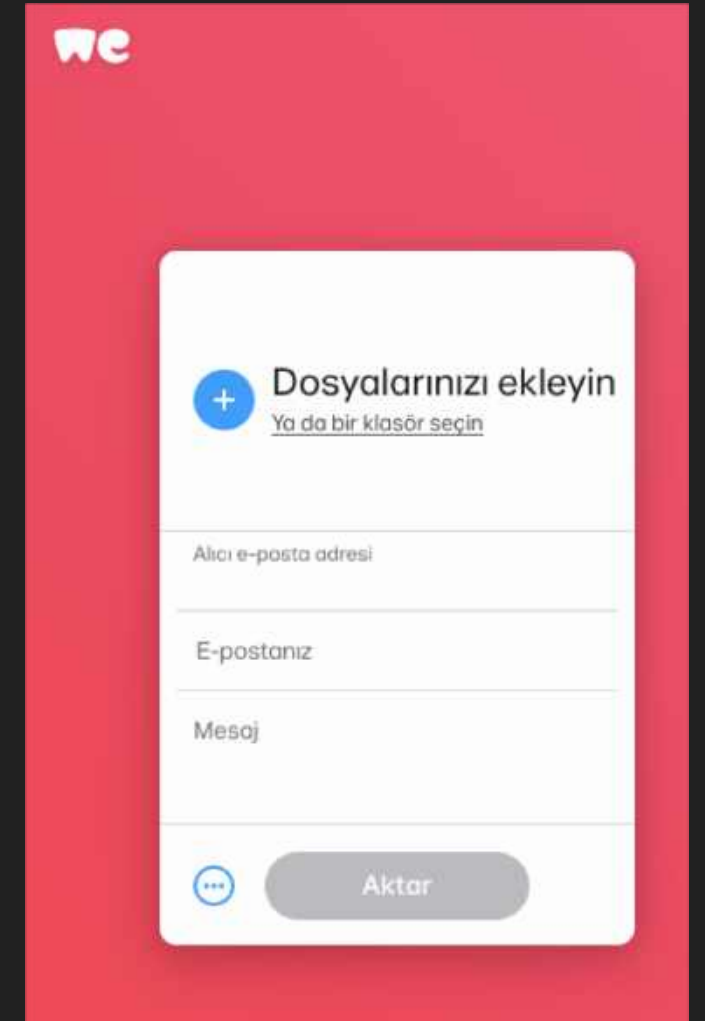 we
Dosyalarınızı ekleyin
Ya da bir klasör seçin
Alıcı e-posta adresi
E-postanız
Mesaj
Aktar